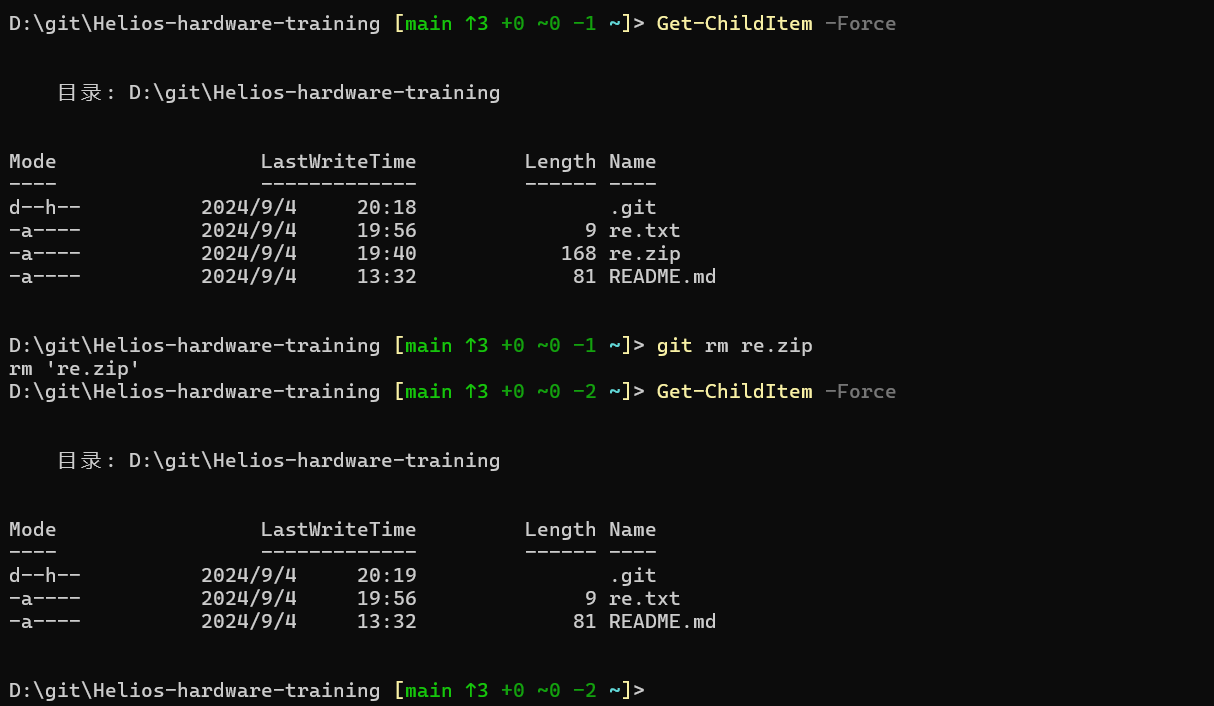 D:\git\Helios-hardware-training [main ↑3 +0 ~0 -1 ~]> Get-ChildItem -Force
目录: D:\git\Helios-hardware-training
Mode                 LastWriteTime         Length Name
----                 -------------         ------ ----
d--h--          2024/9/4     20:18                .git
-a----          2024/9/4     19:56              9 re.txt
-a----          2024/9/4     19:40            168 re.zip
-a----          2024/9/4     13:32             81 README.md
D:\git\Helios-hardware-training [main ↑3 +0 ~0 -1 ~]> git rm re.zip
rm 're.zip'
D:\git\Helios-hardware-training [main ↑3 +0 ~0 -2 ~]> Get-ChildItem -Force
目录: D:\git\Helios-hardware-training
Mode                 LastWriteTime         Length Name
----                 -------------         ------ ----
d--h--          2024/9/4     20:19                .git
-a----          2024/9/4     19:56              9 re.txt
-a----          2024/9/4     13:32             81 README.md
D:\git\Helios-hardware-training [main ↑3 +0 ~0 -2 ~]>